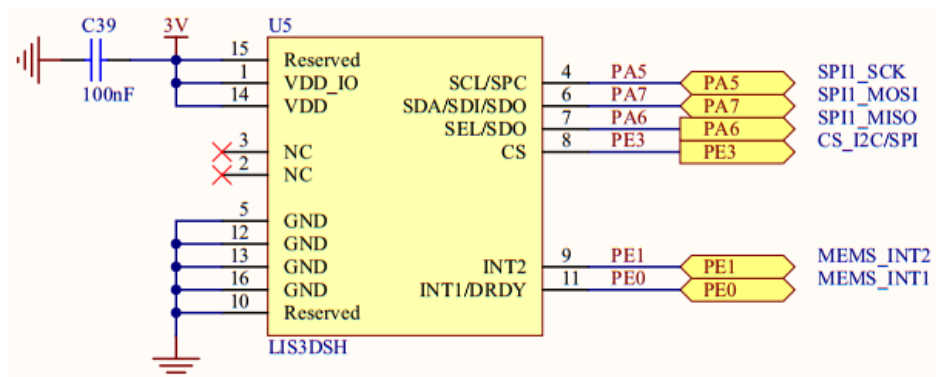 C39 3V U5
100nF
15 Reserved
1 VDD_IO
14 VDD
3 NC
2 NC
5 GND
12 GND
13 GND
16 GND
10 Reserved
SCL/SPC 4 PA5 PA5 SPI1_SCK
SDA/SDI/SDO 6 PA7 PA7 SPI1_MOSI
SEL/SDO 7 PA6 PA6 SPI1_MISO
CS 8 PE3 PE3 CS_I2C/SPI
INT2 9 PE1 PE1 MEMS_INT2
INT1/DRDY 11 PE0 PE0 MEMS_INT1
LIS3DSH